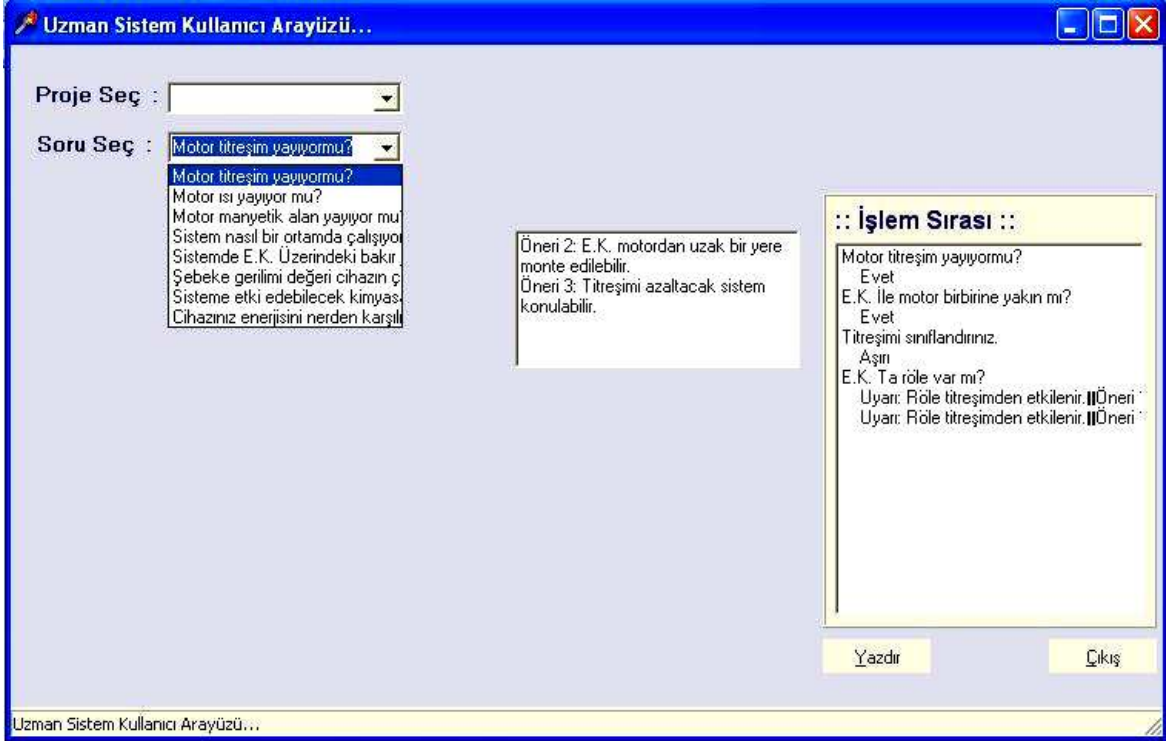 Uzman Sistem Kullanıcı Arayüzü...
Proje Seç :
Soru Seç : Motor titreşim yayıyormu?
Motor titreşim yayıyormu?
Motor ısı yayıyor mu?
Motor manyetik alan yayıyor mu
Sistem nasıl bir ortamda çalışıyor
Sistemde E.K. Üzerindeki bakır
Şebeke gerilimi değeri cihazın ç
Sisteme etki edebilecek kimyas
Cihazınız enerjisini nerden karşılı
Öneri 2: E.K. motordan uzak bir yere
monte edilebilir.
Öneri 3: Titreşimi azaltacak sistem
konulabilir.
:: İşlem Sırası ::
Motor titreşim yayıyormu?
Evet
E.K. İle motor birbirine yakın mı?
Evet
Titreşimi sınıflandırınız.
Aşırı
E.K. Ta röle var mı?
Uyarı: Röle titreşimden etkilenir.||Öneri
Uyarı: Röle titreşimden etkilenir.||Öneri
Yazdır
Çıkış
Uzman Sistem Kullanıcı Arayüzü...